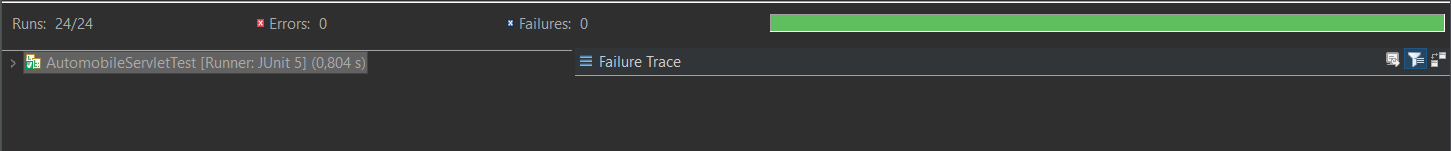 Runs: 24/24 Errors: 0 Failures: 0
AutomobileServletTest [Runner: JUnit 5] (0,804 s)
Failure Trace